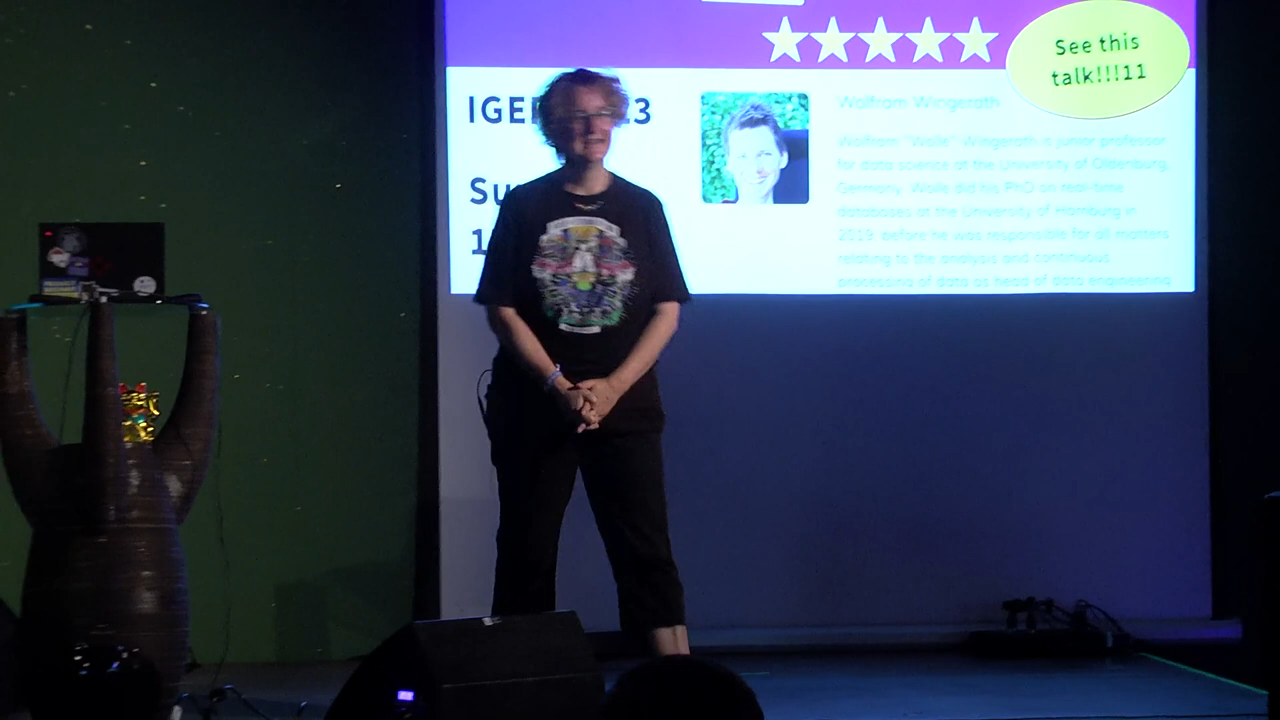 See this
talk!!!11
Wolfram Wingerath
Wolfram "Wolle" Wingerath is junior professor
for data science at the University of Oldenburg,
Germany. Wolle did his PhD on real-time
databases at the University of Hamburg in
2019. Before he was responsible for all matters
relating to the analysis and continuous
processing of data as head of data engineering